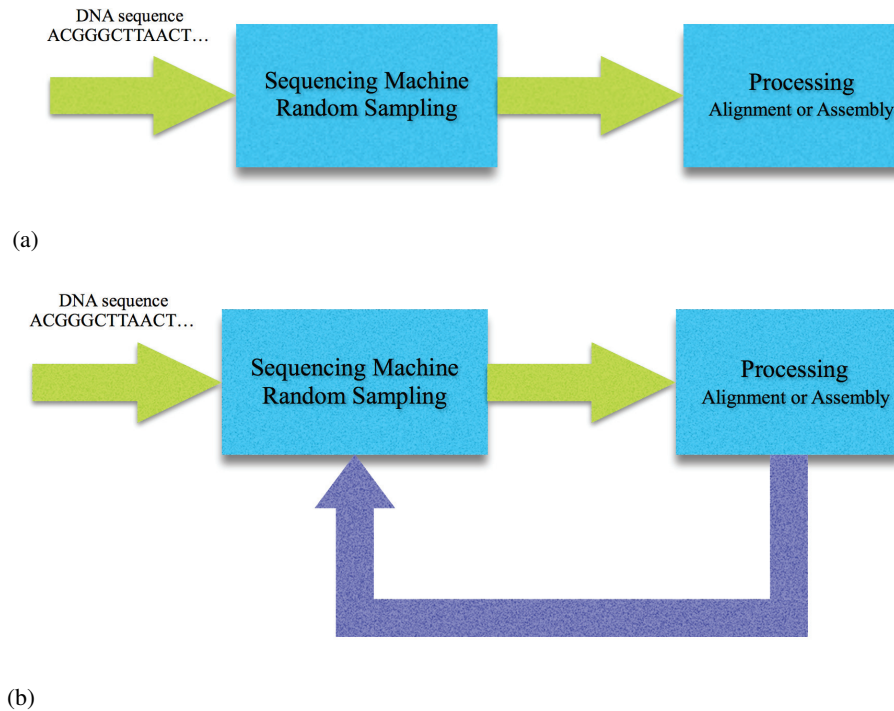 DNA sequence
ACGGGCTTAACT...
Sequencing Machine
Random Sampling
Processing
Alignment or Assembly
(a)
DNA sequence
ACGGGCTTAACT...
Sequencing Machine
Random Sampling
Processing
Alignment or Assembly
(b)